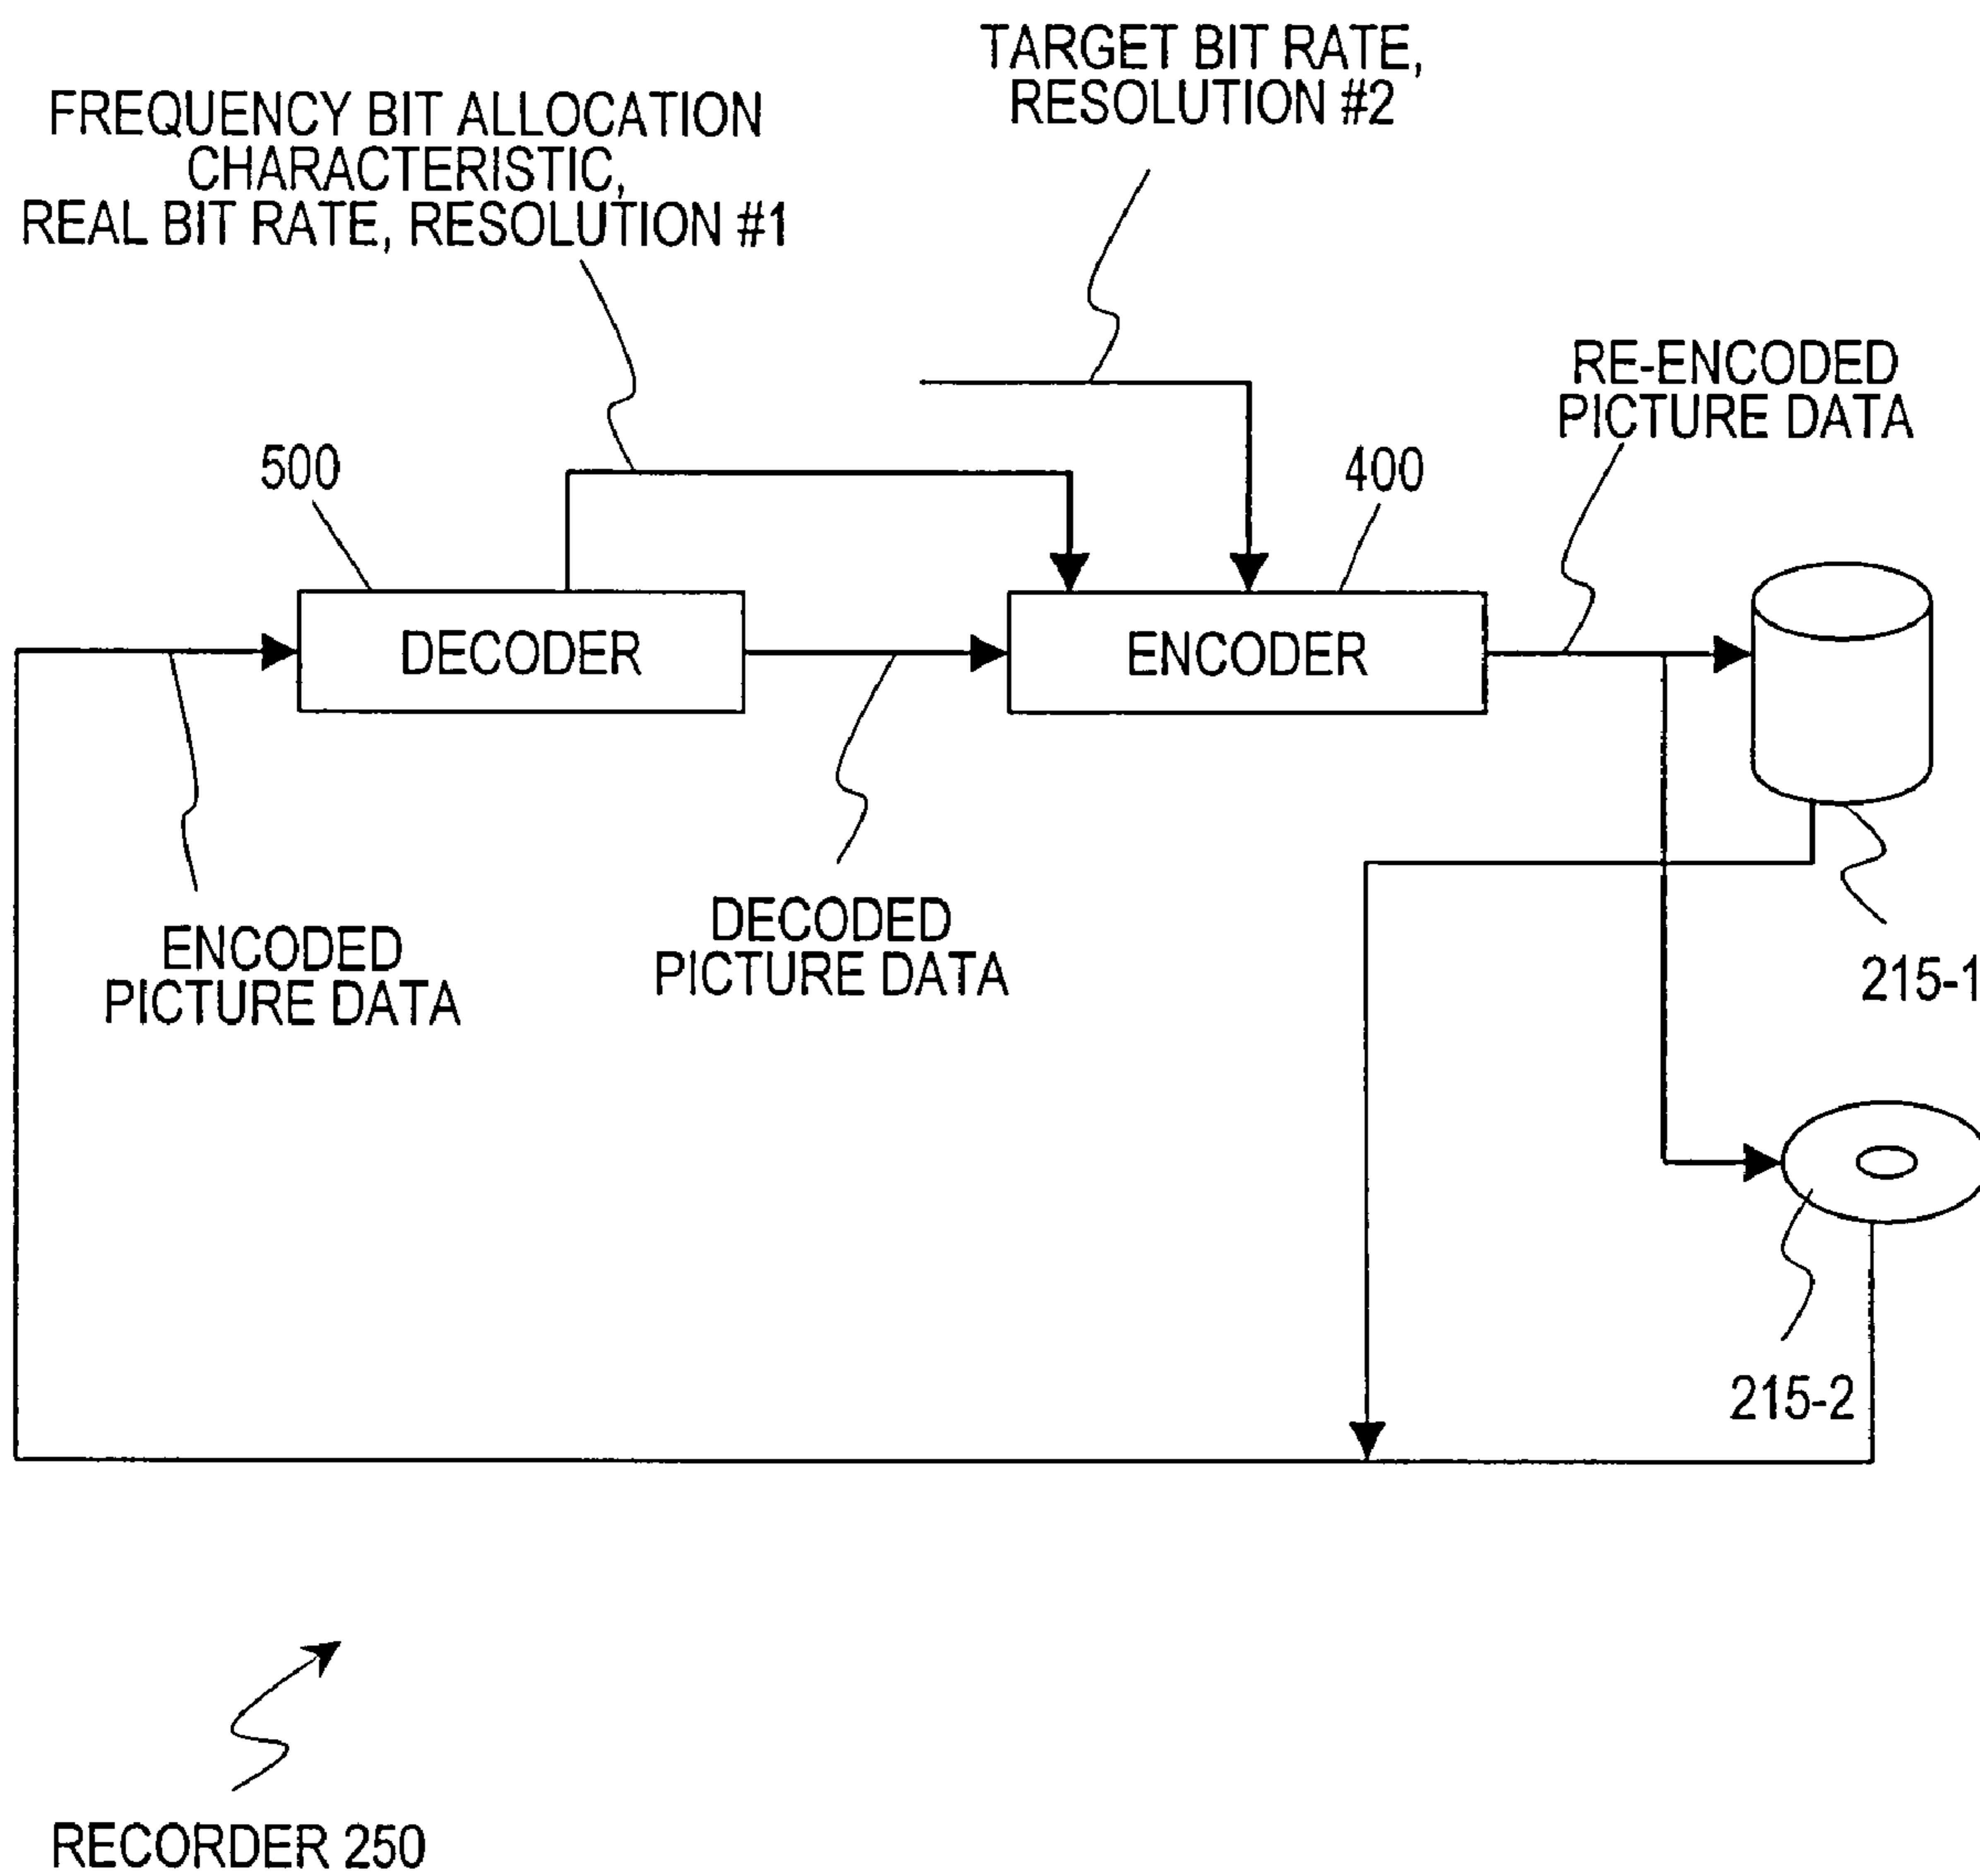 TARGET BIT RATE,
RESOLUTION #2
FREQUENCY BIT ALLOCATION
CHARACTERISTIC,
REAL BIT RATE, RESOLUTION #1
RE-ENCODED
PICTURE DATA
500
400
DECODER
ENCODER
ENCODED
PICTURE DATA
DECODED
PICTURE DATA
215-1
215-2
RECORDER 250